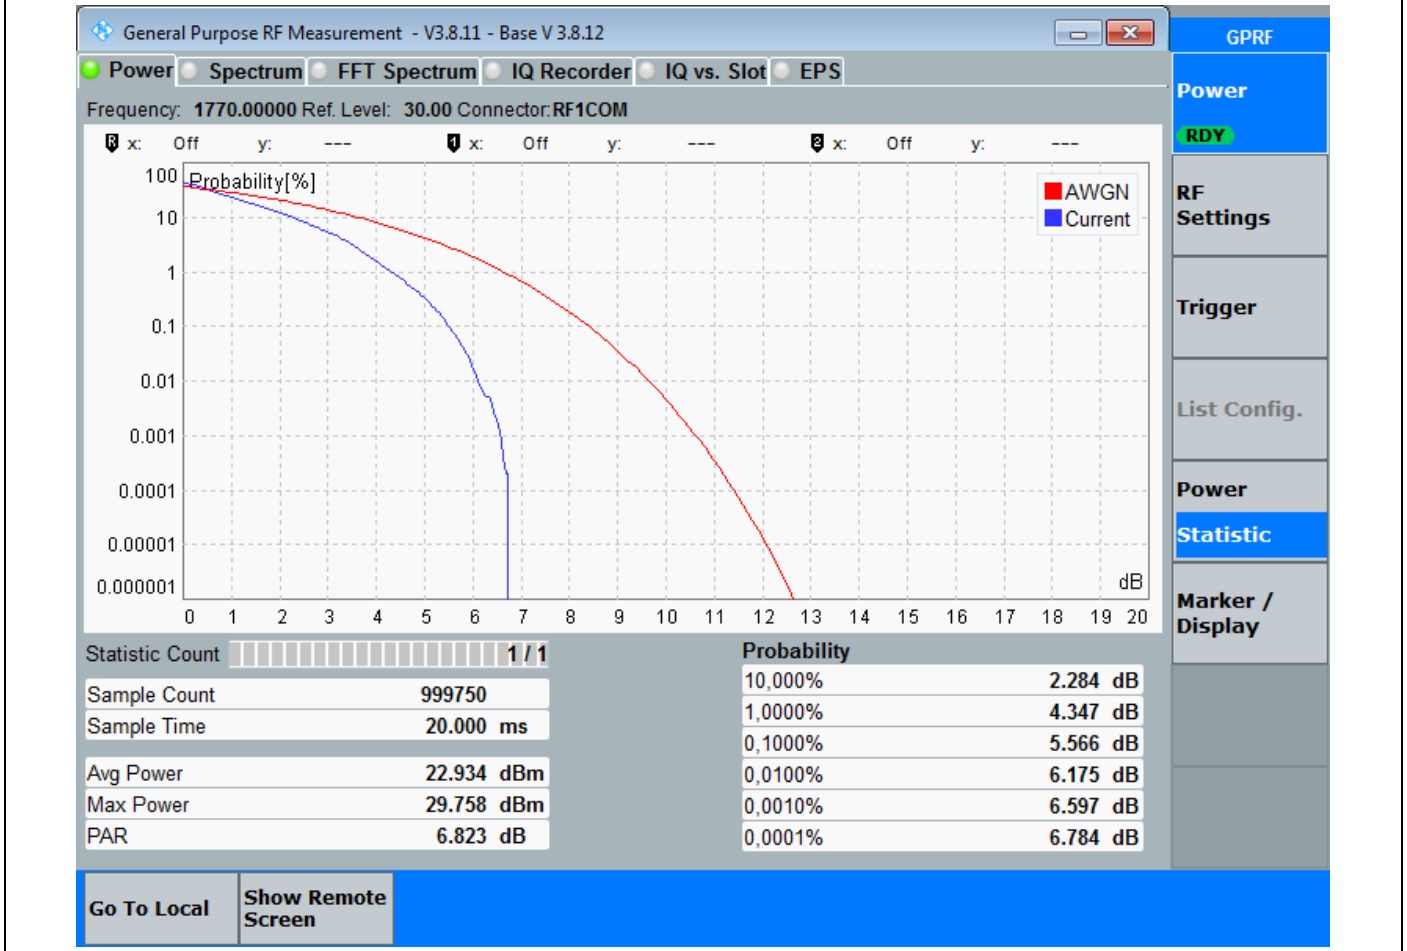 General Purpose RF Measurement - V3.8.11 - Base V 3.8.12
GPRF
Power Spectrum FFT Spectrum IQ Recorder IQ vs. Slot EPS
Frequency: 1770.00000 Ref. Level: 30.00 Connector:RF1COM
R x: Off y: --- 1 x: Off y: --- 2 x: Off y: ---
Probability[%]
AWGN
Current
100
10
1
0.1
0.01
0.001
0.0001
0.00001
0.000001
dB
0 1 2 3 4 5 6 7 8 9 10 11 12 13 14 15 16 17 18 19 20
Statistic Count 1 / 1
Sample Count 999750
Sample Time 20.000 ms
Avg Power 22.934 dBm
Max Power 29.758 dBm
PAR 6.823 dB
Probability
10,000% 2.284 dB
1,0000% 4.347 dB
0,1000% 5.566 dB
0,0100% 6.175 dB
0,0010% 6.597 dB
0,0001% 6.784 dB
Power
RDY
RF
Settings
Trigger
List Config.
Power
Statistic
Marker /
Display
Go To Local
Show Remote
Screen